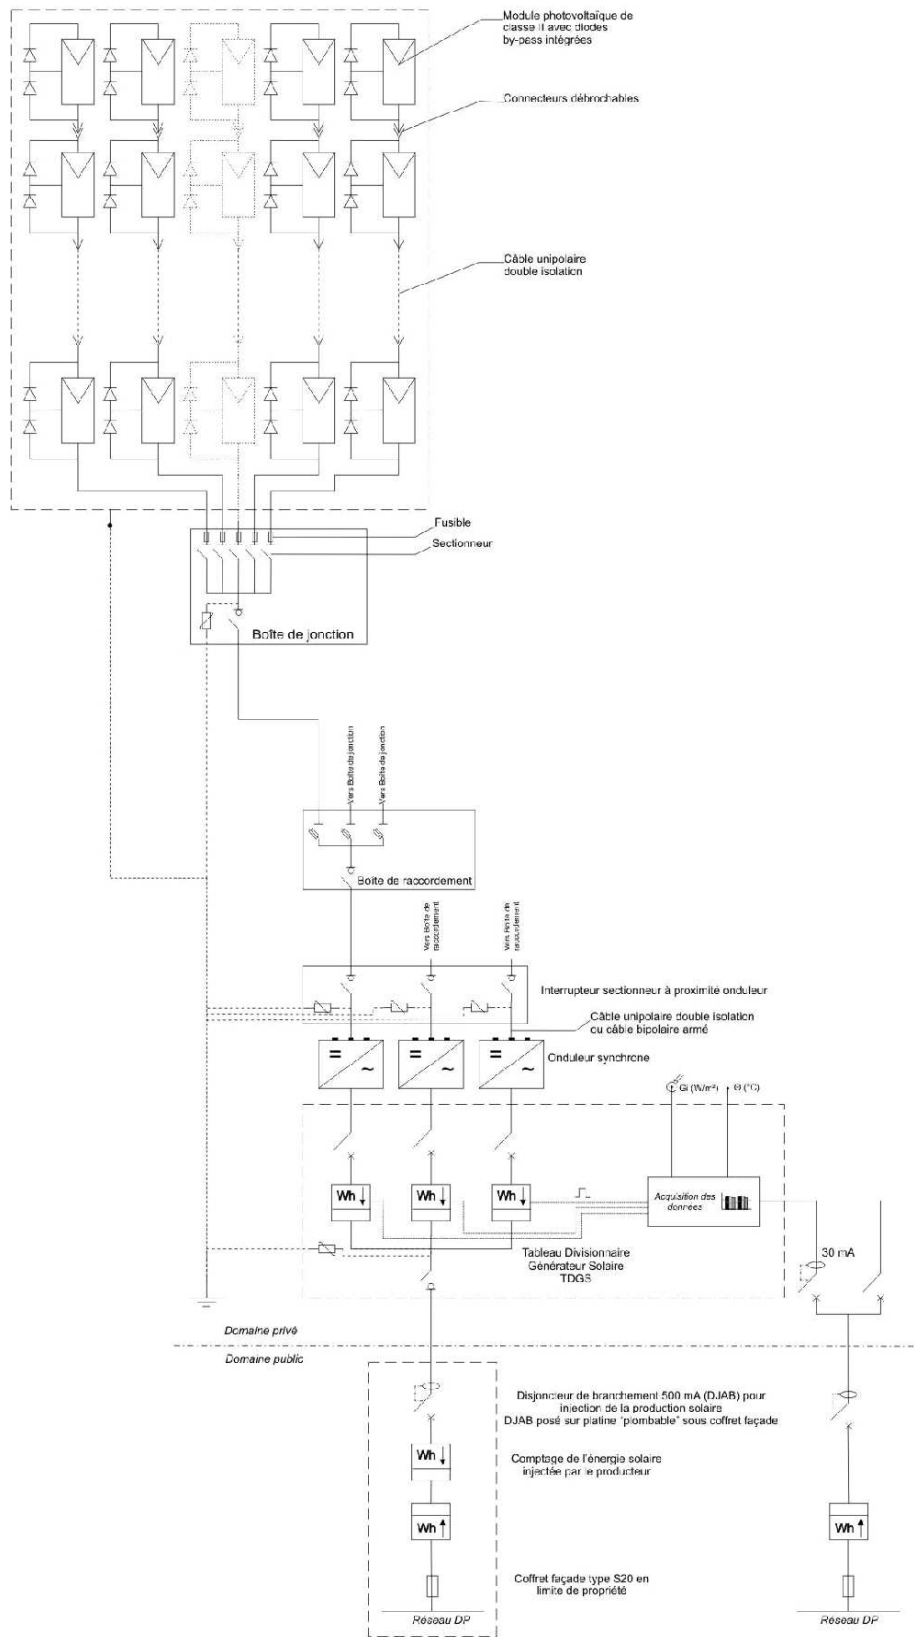 Module photovoltaïque de
classe II avec diodes
by-pass intégrées
Connecteurs débrochables
Câble unipolaire
double isolation
Fusible
Sectionneur
Boîte de jonction
Vers Boîte de jonction
Vers Boîte de jonction
Boîte de raccordement
Vers Boîte de
raccordement
Vers Boîte de
raccordement
Interrupteur sectionneur à proximité onduleur
Câble unipolaire double isolation
ou câble bipolaire armé
Onduleur synchrone
Gi (W/m²)
Θ (°C)
Wh
Wh
Wh
Acquisition des
données
Tableau Divisionnaire
Générateur Solaire
TDGS
30 mA
Domaine privé
Domaine public
Disjoncteur de branchement 500 mA (DJAB) pour
injection de la production solaire
DJAB posé sur platine "plombable" sous coffret façade
Wh
Comptage de l'énergie solaire
injectée par le producteur
Wh
Wh
Coffret façade type S20 en
limite de propriété
Réseau DP
Réseau DP